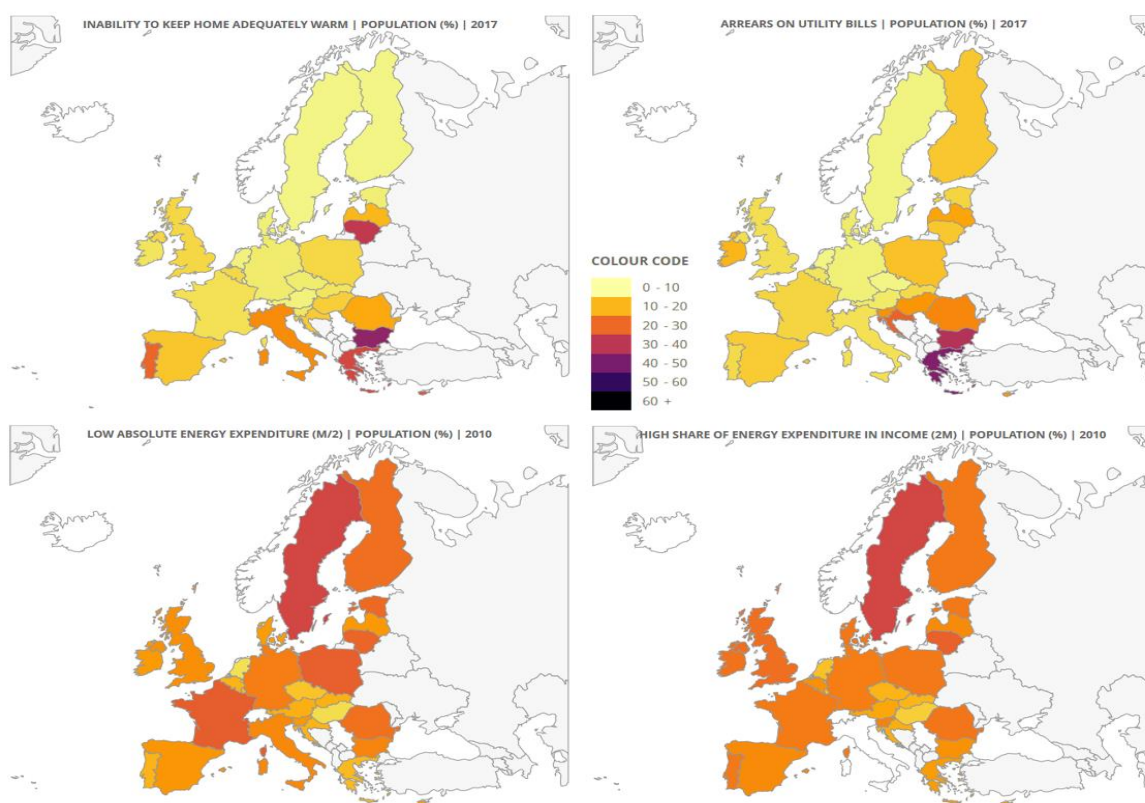 INABILITY TO KEEP HOME ADEQUATELY WARM | POPULATION (%) | 2017
ARREARS ON UTILITY BILLS | POPULATION (%) | 2017
COLOUR CODE
0 - 10
10 - 20
20 - 30
30 - 40
40 - 50
50 - 60
60 +
LOW ABSOLUTE ENERGY EXPENDITURE (M/2) | POPULATION (%) | 2010
HIGH SHARE OF ENERGY EXPENDITURE IN INCOME (2M) | POPULATION (%) | 2010